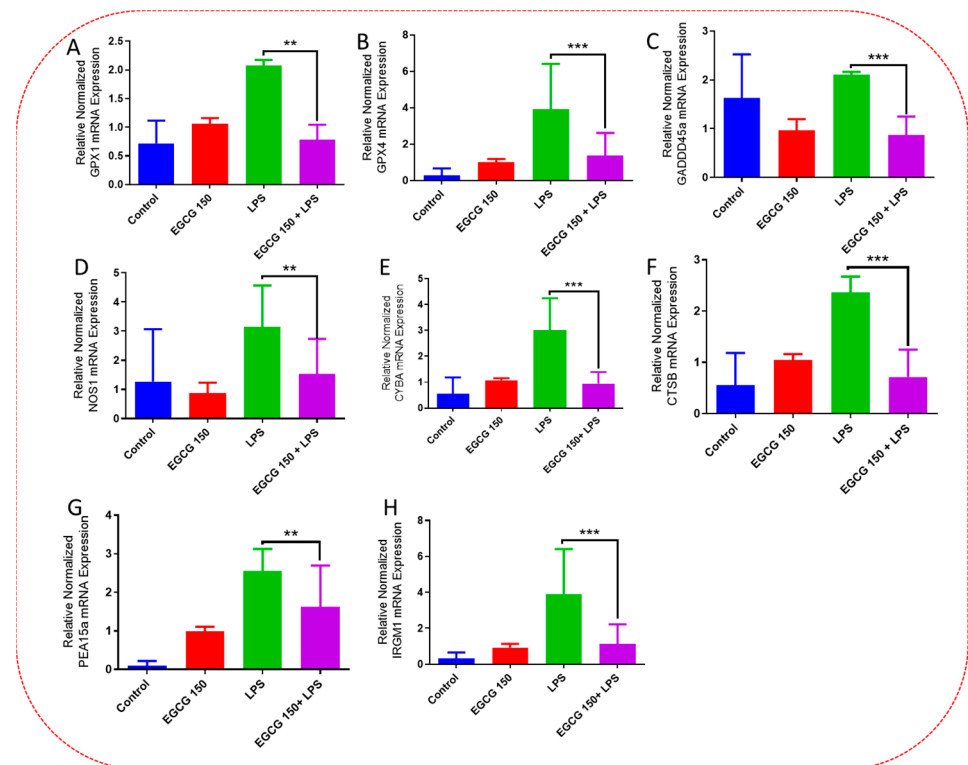 A
Relative Normalized
GPX1 mRNA Expression
2.5
2.0
1.5
1.0
0.5
0.0
**
Control
EGCG 150
LPS
EGCG 150 + LPS
B
Relative Normalized
GPX4 mRNA Expression
8
6
4
2
0
***
Control
EGCG 150
LPS
EGCG 150 + LPS
C
Relative Normalized
GADDD45a mRNA Expression
3
2
1
0
***
Control
EGCG 150
LPS
EGCG 150 + LPS
D
Relative Normalized
NOS1 mRNA Expression
5
4
3
2
1
0
**
Control
EGCG 150
LPS
EGCG 150 + LPS
E
Relative Normalized
CYBA mRNA Expression
5
4
3
2
1
0
***
Control
EGCG 150
LPS
EGCG 150+ LPS
F
Relative Normalized
CTSB mRNA Expression
3
2
1
0
***
Control
EGCG 150
LPS
EGCG 150 + LPS
G
Relative Normalized
PEA15a mRNA Expression
4
3
2
1
0
**
Control
EGCG 150
LPS
EGCG 150+ LPS
H
Relative Normalized
IRGM1 mRNA Expression
8
6
4
2
0
***
Control
EGCG 150
LPS
EGCG 150+ LPS